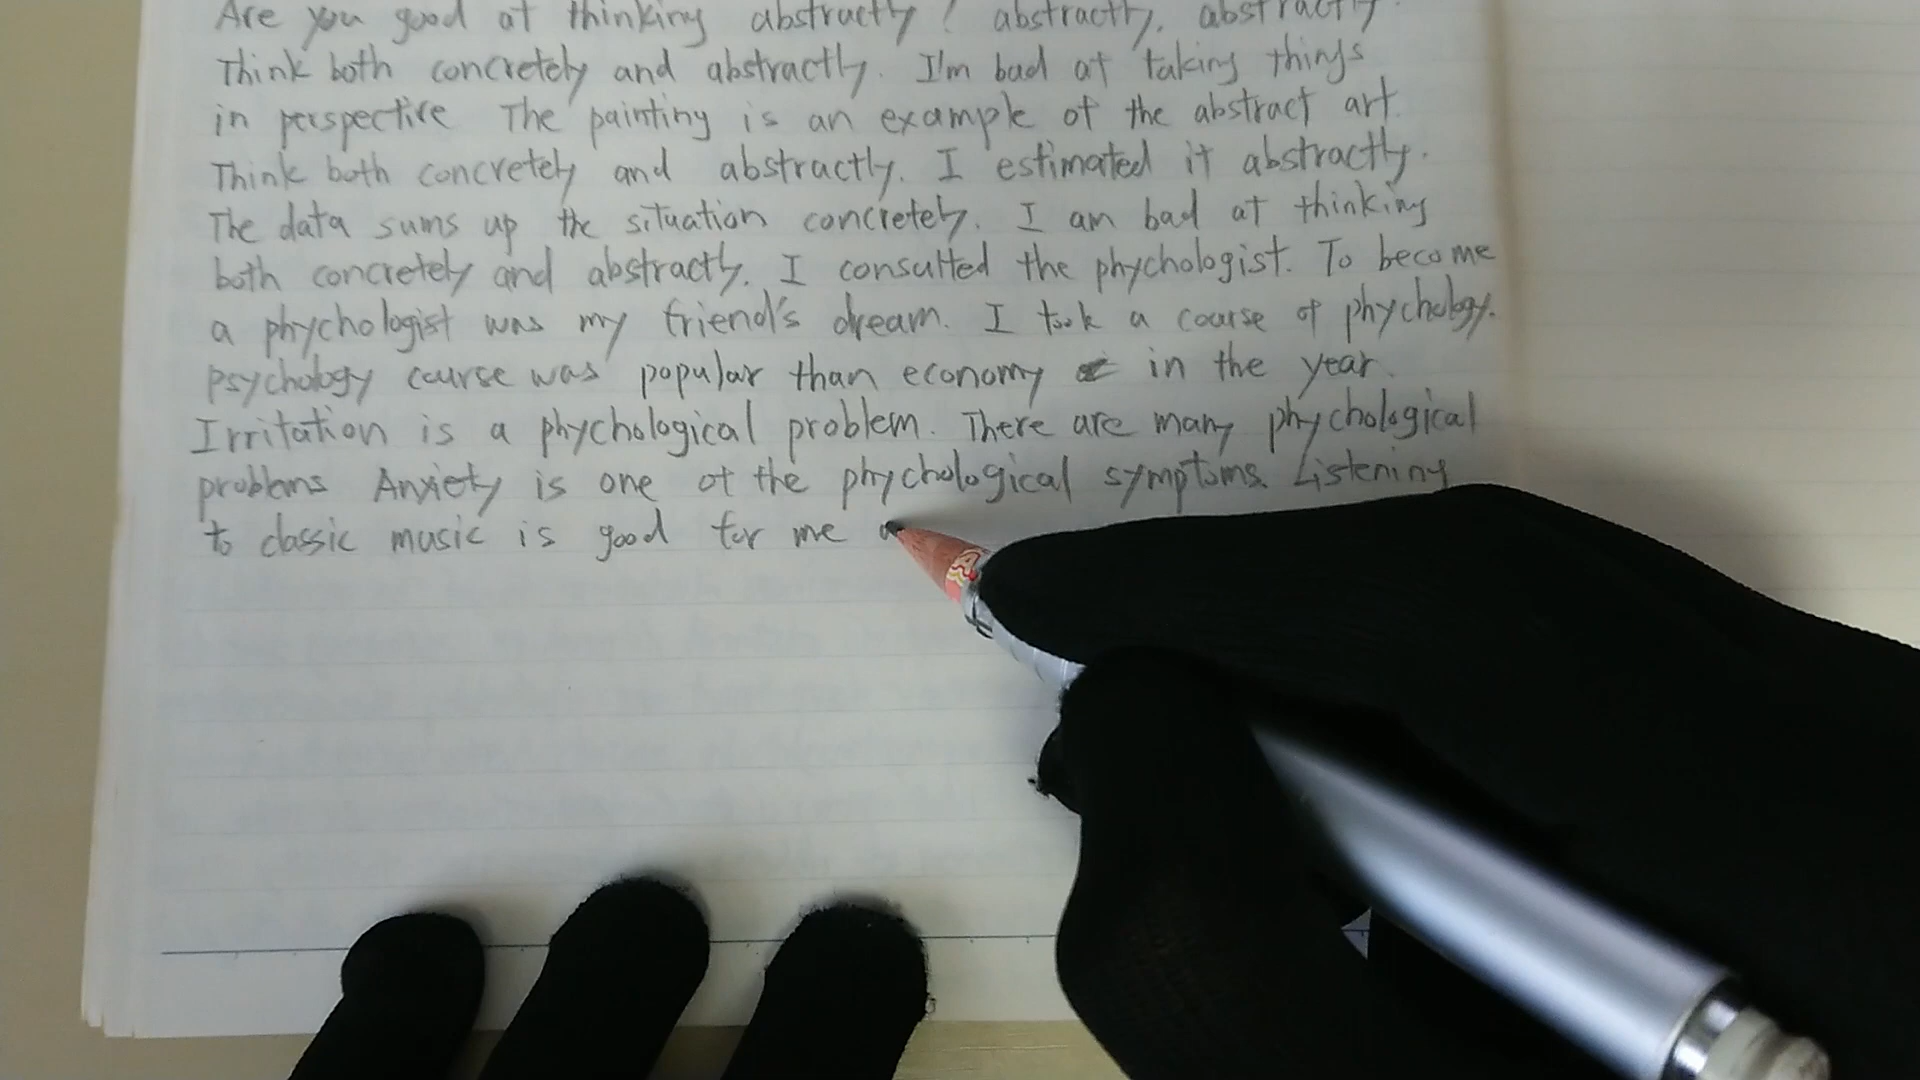 Are you good at thinking abstractly? abstractly. abstractly.
Think both concretely and abstractly. I'm bad at taking things
in perspective The painting is an example of the abstract art.
Think both concretely and abstractly. I estimated it abstractly.
The data sums up the situation concretely. I am bad at thinking
both concretely and abstractly. I consulted the phychologist. To become
a phychologist was my friend's dream. I took a course of phychology.
psychology course was popular than economy in the year.
Irritation is a phychological problem. There are many phychological
problems Anxiety is one of the phychological symptoms. Listening
to classic music is good for me